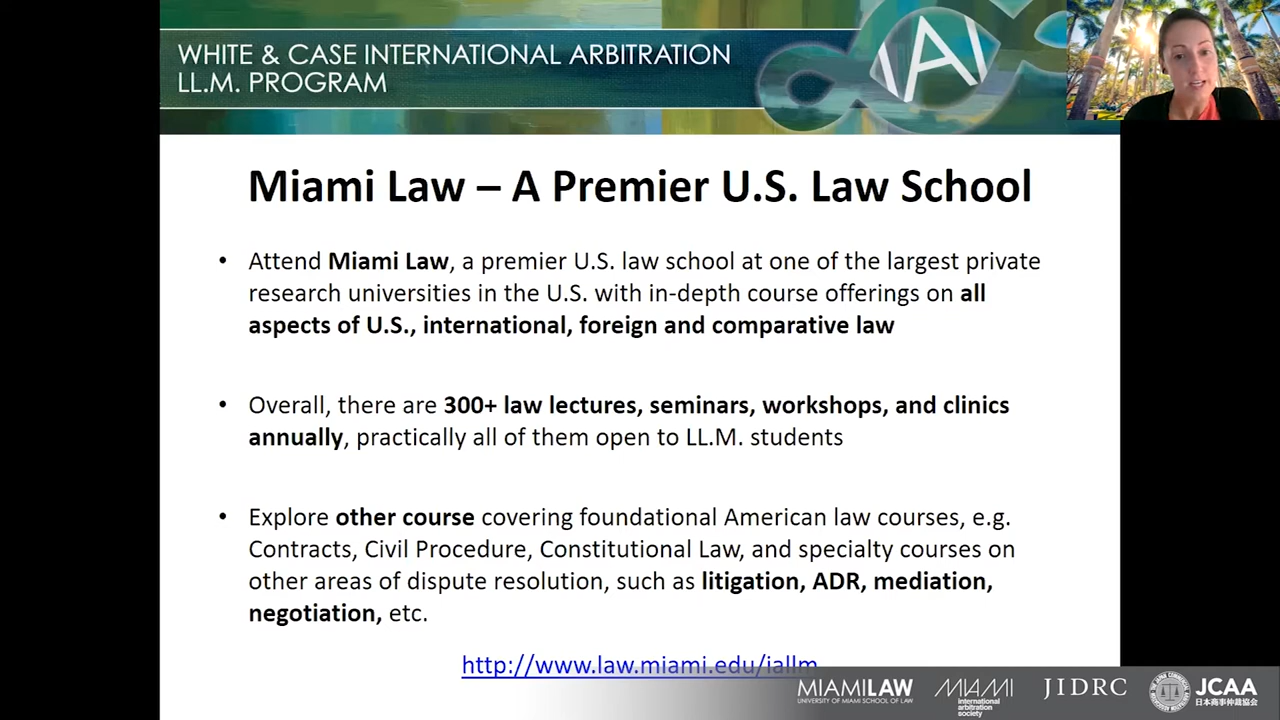 WHITE & CASE INTERNATIONAL ARBITRATION
LL.M. PROGRAM
IAI
Miami Law – A Premier U.S. Law School
• Attend Miami Law, a premier U.S. law school at one of the largest private
research universities in the U.S. with in-depth course offerings on all
aspects of U.S., international, foreign and comparative law
• Overall, there are 300+ law lectures, seminars, workshops, and clinics
annually, practically all of them open to LL.M. students
• Explore other course covering foundational American law courses, e.g.
Contracts, Civil Procedure, Constitutional Law, and specialty courses on
other areas of dispute resolution, such as litigation, ADR, mediation,
negotiation, etc.
http://www.law.miami.edu/iallm
MIAMILAW
UNIVERSITY OF MIAMI SCHOOL OF LAW
MIAMI
international
arbitration
society
JIDRC
JCAA
日本商事仲裁協会